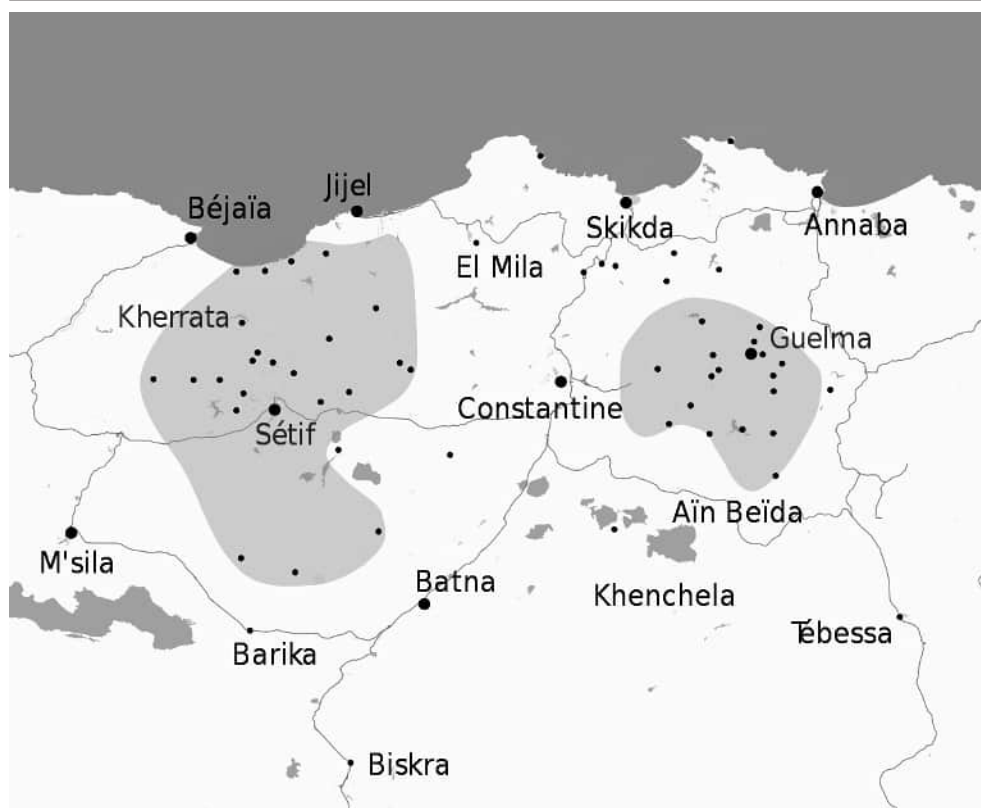 Jijel
Béjaïa
Skikda
Annaba
El Mila
Kherrata
Guelma
Constantine
Sétif
Aïn Beïda
M'sila
Batna
Khenchela
Tébessa
Barika
Biskra